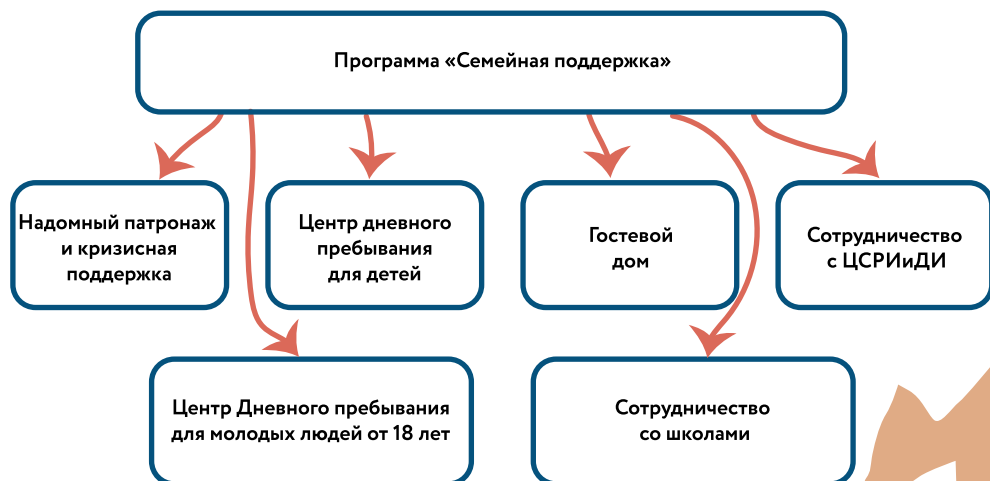 Программа «Семейная поддержка»
Надомный патронаж
и кризисная
поддержка
Центр дневного
пребывания
для детей
Гостевой
дом
Сотрудничество
с ЦСРИиДИ
Центр Дневного пребывания
для молодых людей от 18 лет
Сотрудничество
со школами